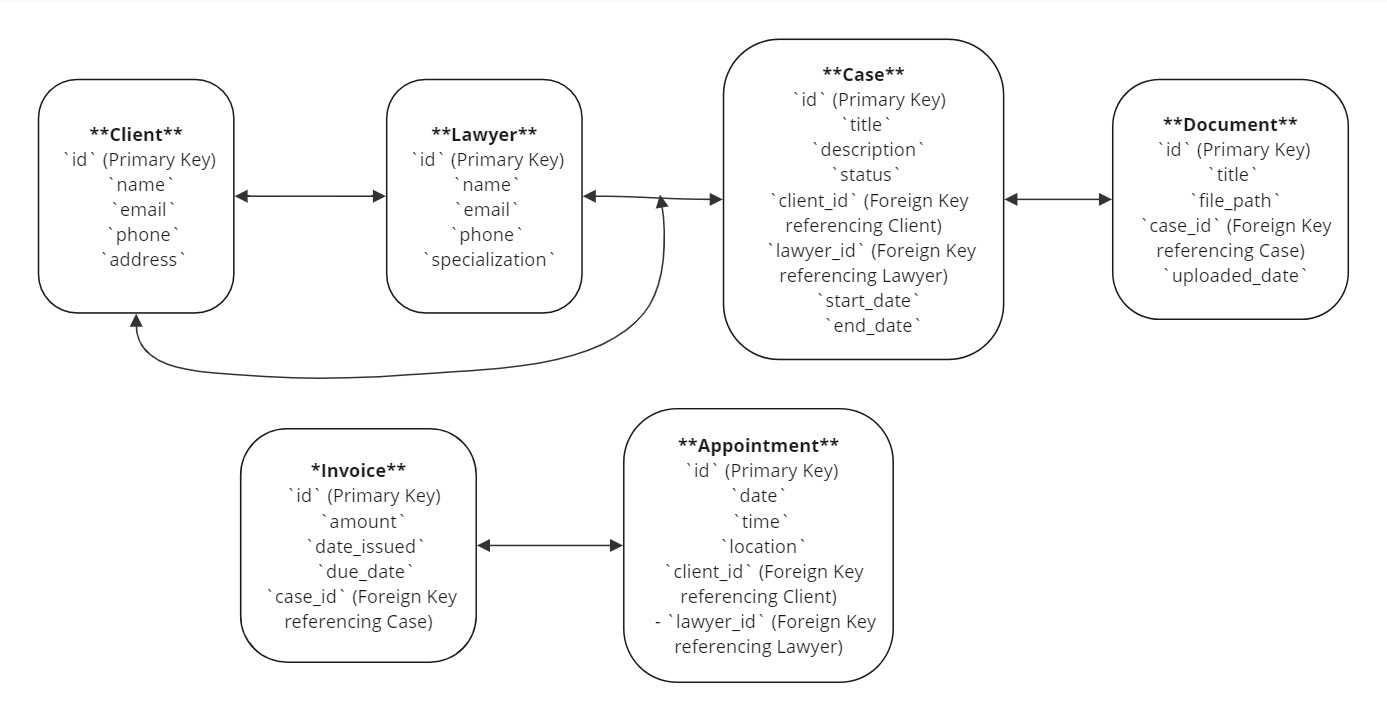 **Client**
`id` (Primary Key)
`name`
`email`
`phone`
`address`
**Lawyer**
`id` (Primary Key)
`name`
`email`
`phone`
`specialization`
**Case**
`id` (Primary Key)
`title`
`description`
`status`
`client_id` (Foreign Key
referencing Client)
`lawyer_id` (Foreign Key
referencing Lawyer)
`start_date`
`end_date`
**Document**
`id` (Primary Key)
`title`
`file_path`
`case_id` (Foreign Key
referencing Case)
`uploaded_date`
*Invoice**
`id` (Primary Key)
`amount`
`date_issued`
`due_date`
`case_id` (Foreign Key
referencing Case)
**Appointment**
`id` (Primary Key)
`date`
`time`
`location`
`client_id` (Foreign Key
referencing Client)
- `lawyer_id` (Foreign Key
referencing Lawyer)